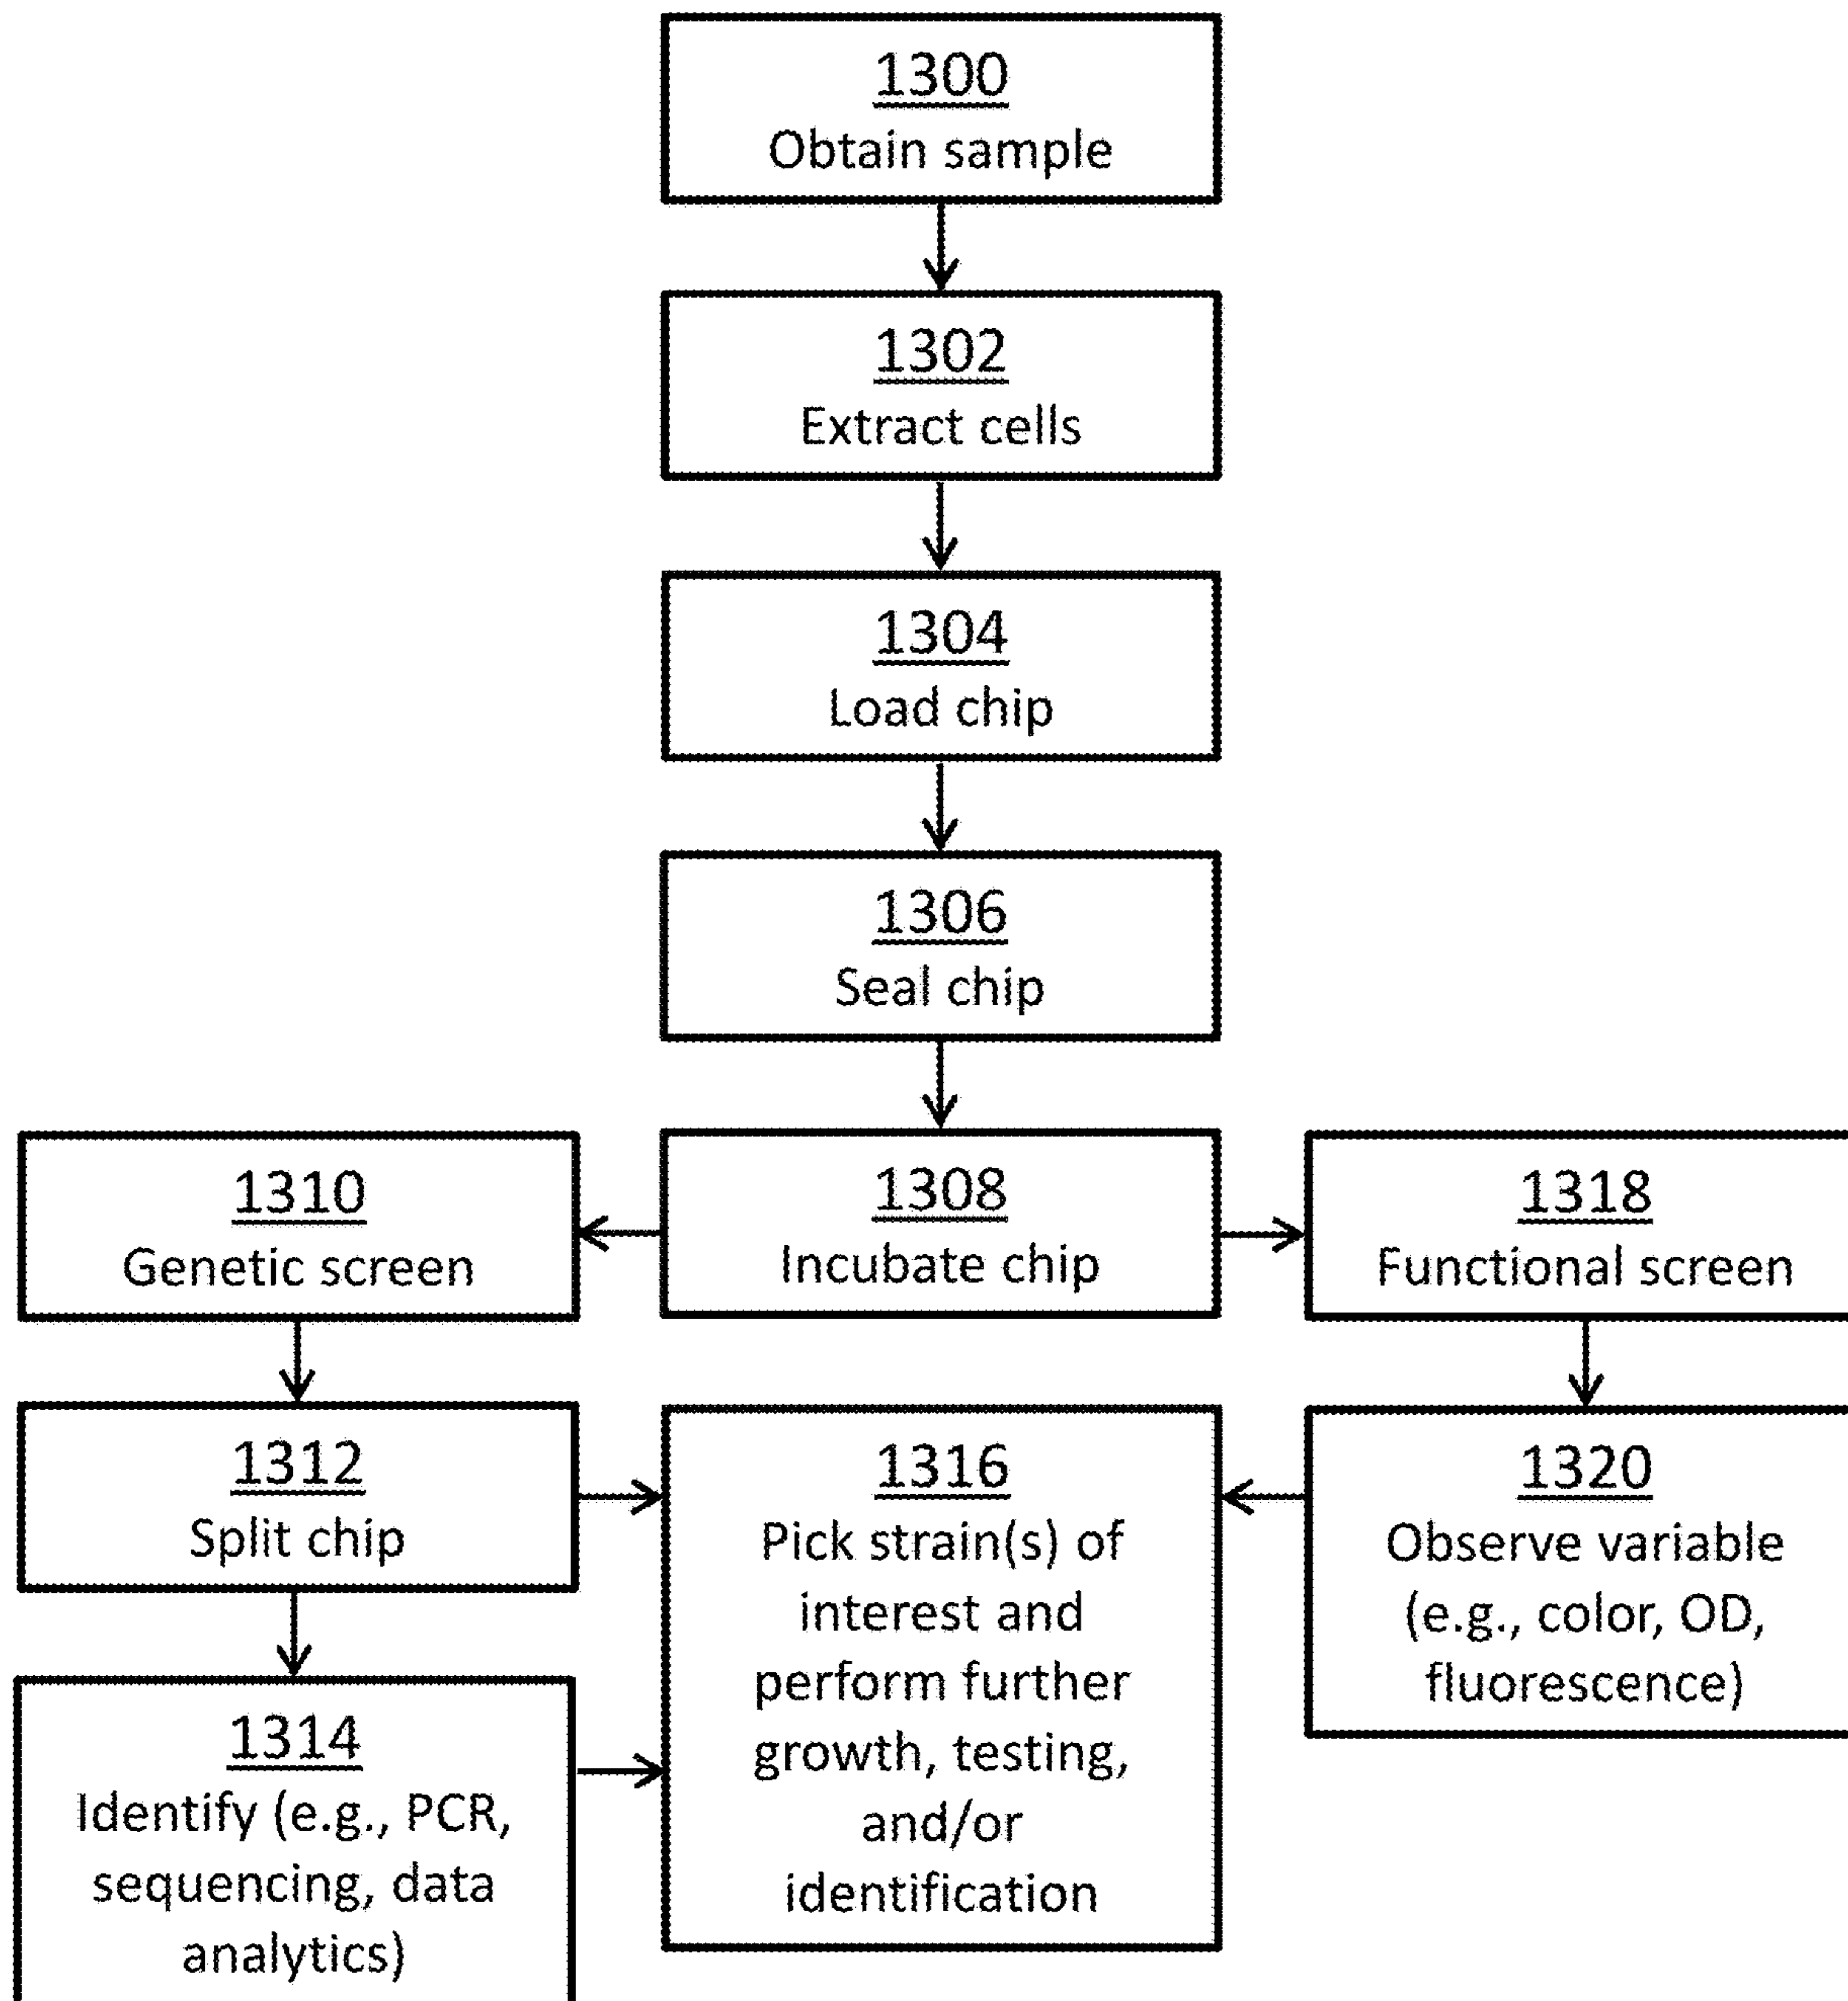 1300
Obtain sample
1302
Extract cells
1304
Load chip
1306
Seal chip
1310
Genetic screen
1308
Incubate chip
1318
Functional screen
1312
Split chip
1314
Identify (e.g., PCR,
sequencing, data
analytics)
1316
Pick strain(s) of
interest and
perform further
growth, testing,
and/or
identification
1320
Observe variable
(e.g., color, OD,
fluorescence)